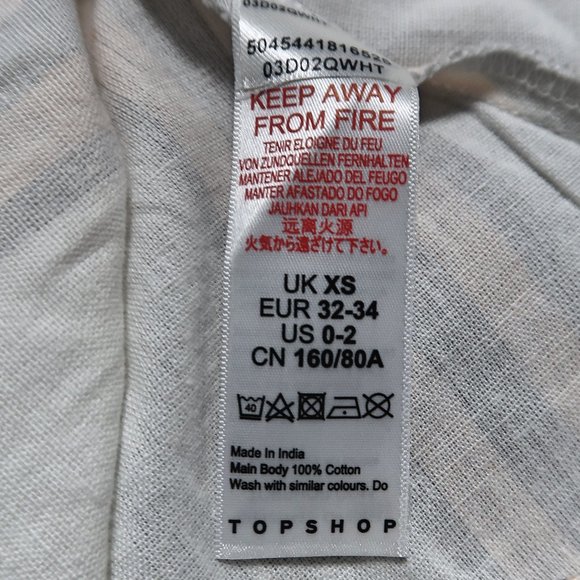 03D02QWHT
5045441816526
03D02QWHT
KEEP AWAY
FROM FIRE
TENIR ELOIGNE DU FEU
VON ZUNDQUELLEN FERNHALTEN
MANTENER ALEJADO DEL FEUGO
MANTER AFASTADO DO FOGO
JAUHKAN DARI API
远离火源
火気から遠ざけて下さい。
UK XS
EUR 32-34
US 0-2
CN 160/80A
40
Made In India
Main Body 100% Cotton
Wash with similar colours. Do
TOPSHOP